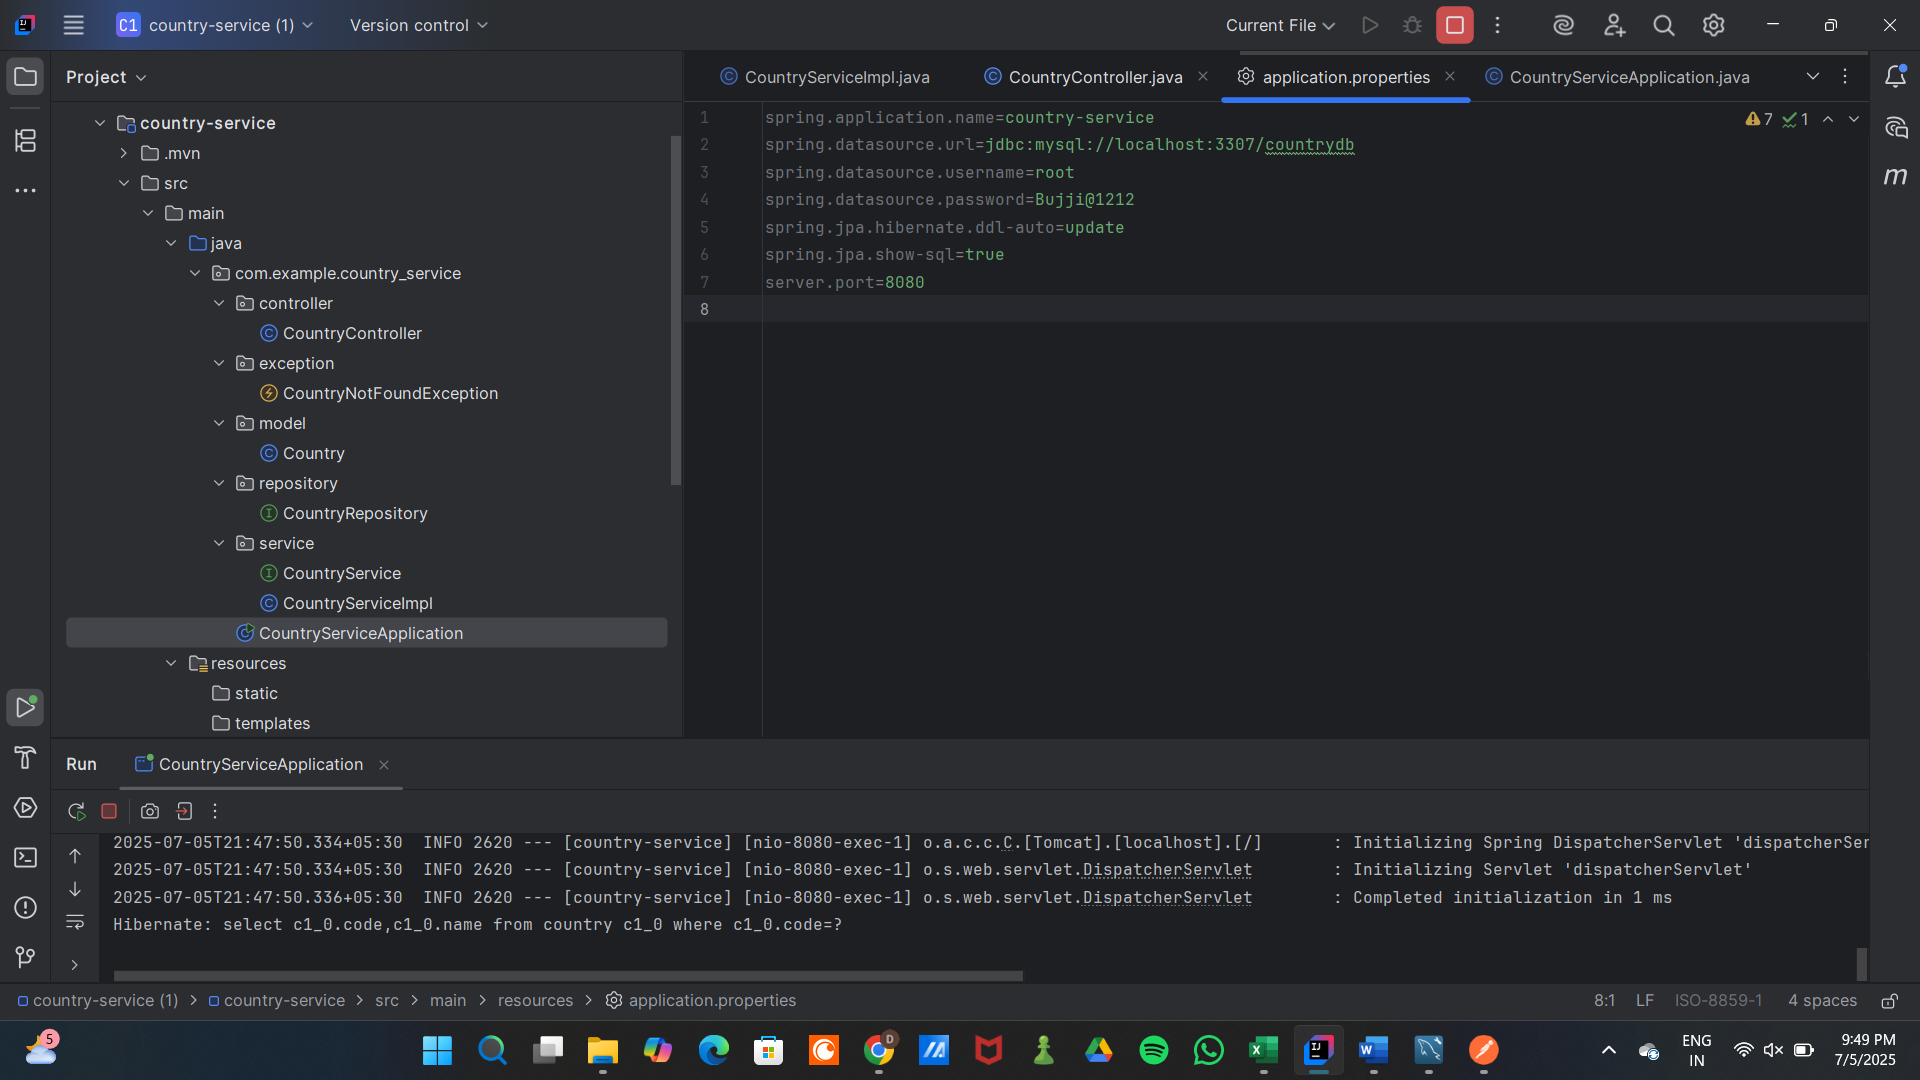 C1 country-service (1) Version control Current File
Project
country-service
.mvn
src
main
java
com.example.country_service
controller
CountryController
exception
CountryNotFoundException
model
Country
repository
CountryRepository
service
CountryService
CountryServiceImpl
CountryServiceApplication
resources
static
templates
CountryServiceImpl.java CountryController.java application.properties CountryServiceApplication.java
1 spring.application.name=country-service
2 spring.datasource.url=jdbc:mysql://localhost:3307/countrydb
3 spring.datasource.username=root
4 spring.datasource.password=Bujji@1212
5 spring.jpa.hibernate.ddl-auto=update
6 spring.jpa.show-sql=true
7 server.port=8080
8
7 1
m
Run CountryServiceApplication
2025-07-05T21:47:50.334+05:30 INFO 2620 --- [country-service] [nio-8080-exec-1] o.a.c.c.C.[Tomcat].[localhost].[/] : Initializing Spring DispatcherServlet 'dispatcherSer
2025-07-05T21:47:50.334+05:30 INFO 2620 --- [country-service] [nio-8080-exec-1] o.s.web.servlet.DispatcherServlet : Initializing Servlet 'dispatcherServlet'
2025-07-05T21:47:50.336+05:30 INFO 2620 --- [country-service] [nio-8080-exec-1] o.s.web.servlet.DispatcherServlet : Completed initialization in 1 ms
Hibernate: select c1_0.code,c1_0.name from country c1_0 where c1_0.code=?
country-service (1) > country-service > src > main > resources > application.properties 8:1 LF ISO-8859-1 4 spaces
5
D
ENG
IN
9:49 PM
7/5/2025